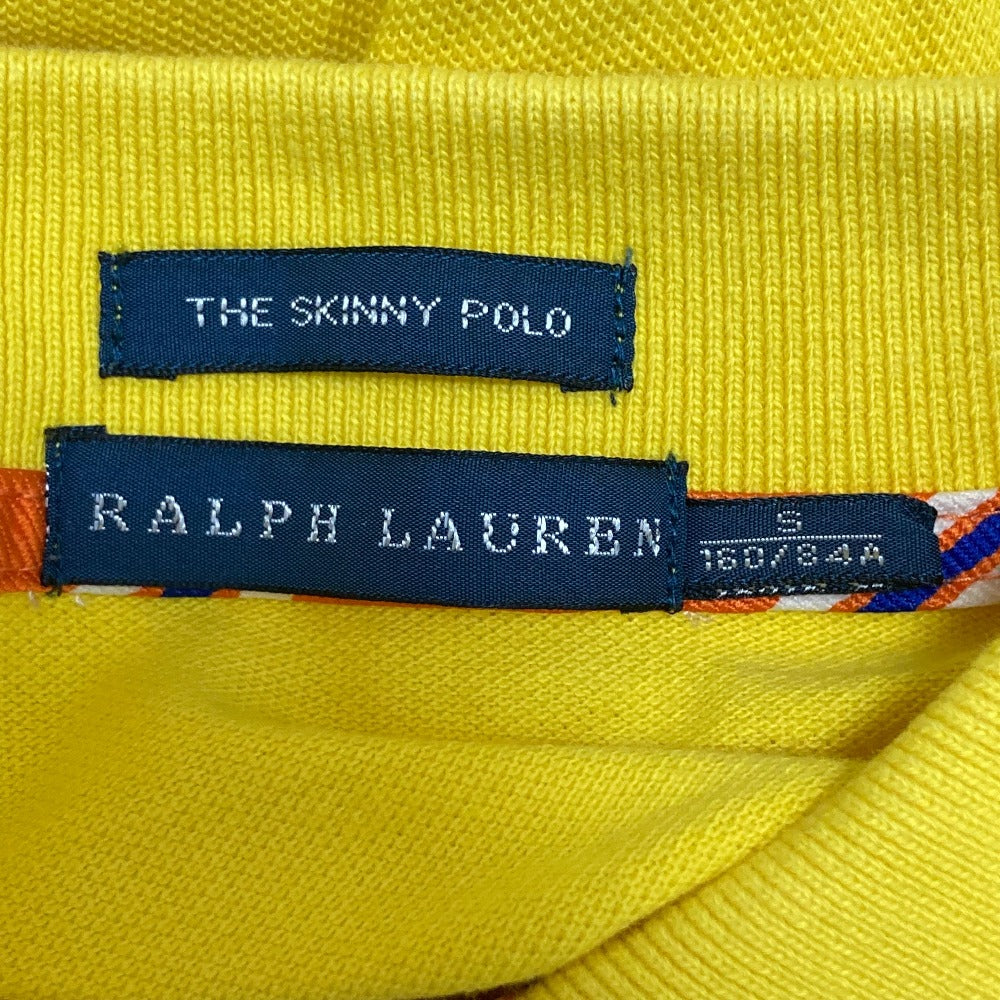 THE SKINNY POLO
RALPH LAUREN
S
160/84A